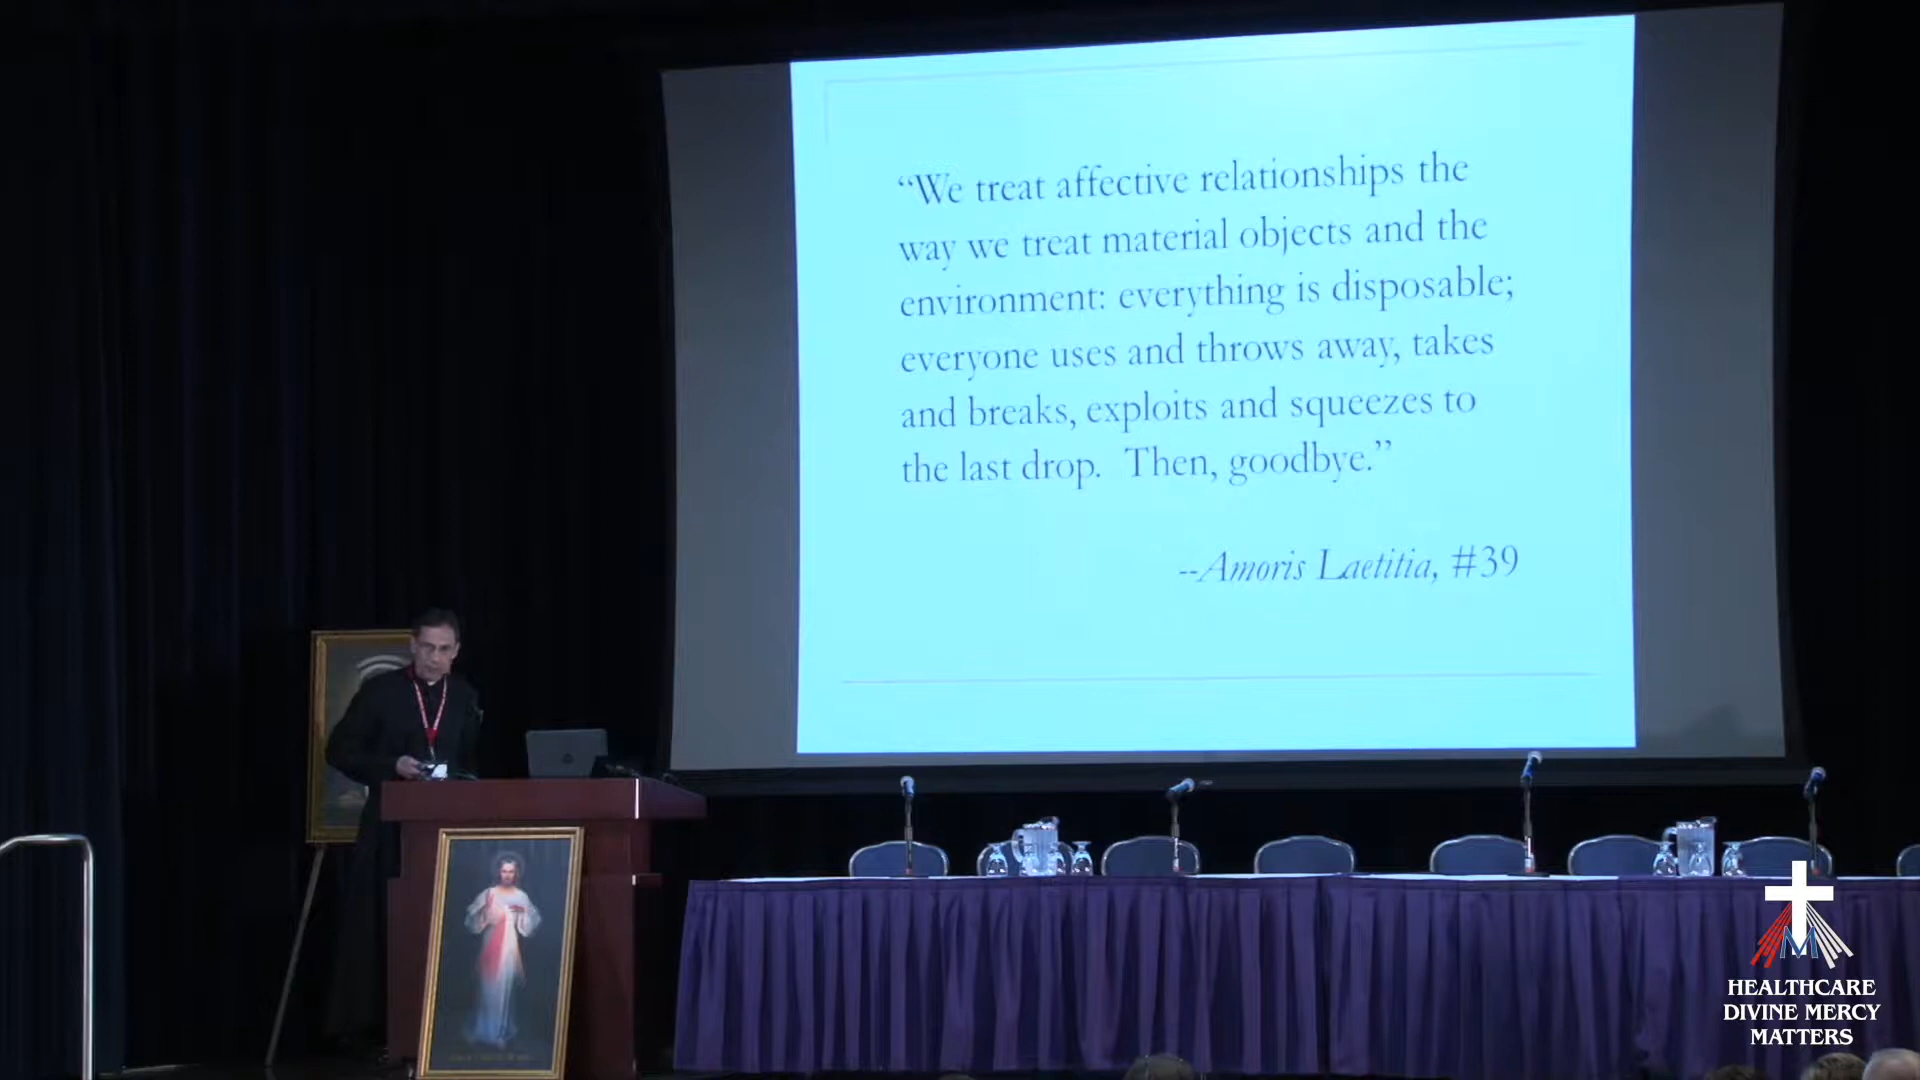 “We treat affective relationships the
way we treat material objects and the
environment: everything is disposable;
everyone uses and throws away, takes
and breaks, exploits and squeezes to
the last drop. Then, goodbye.”
--Amoris Laetitia, #39
M
HEALTHCARE
DIVINE MERCY
MATTERS